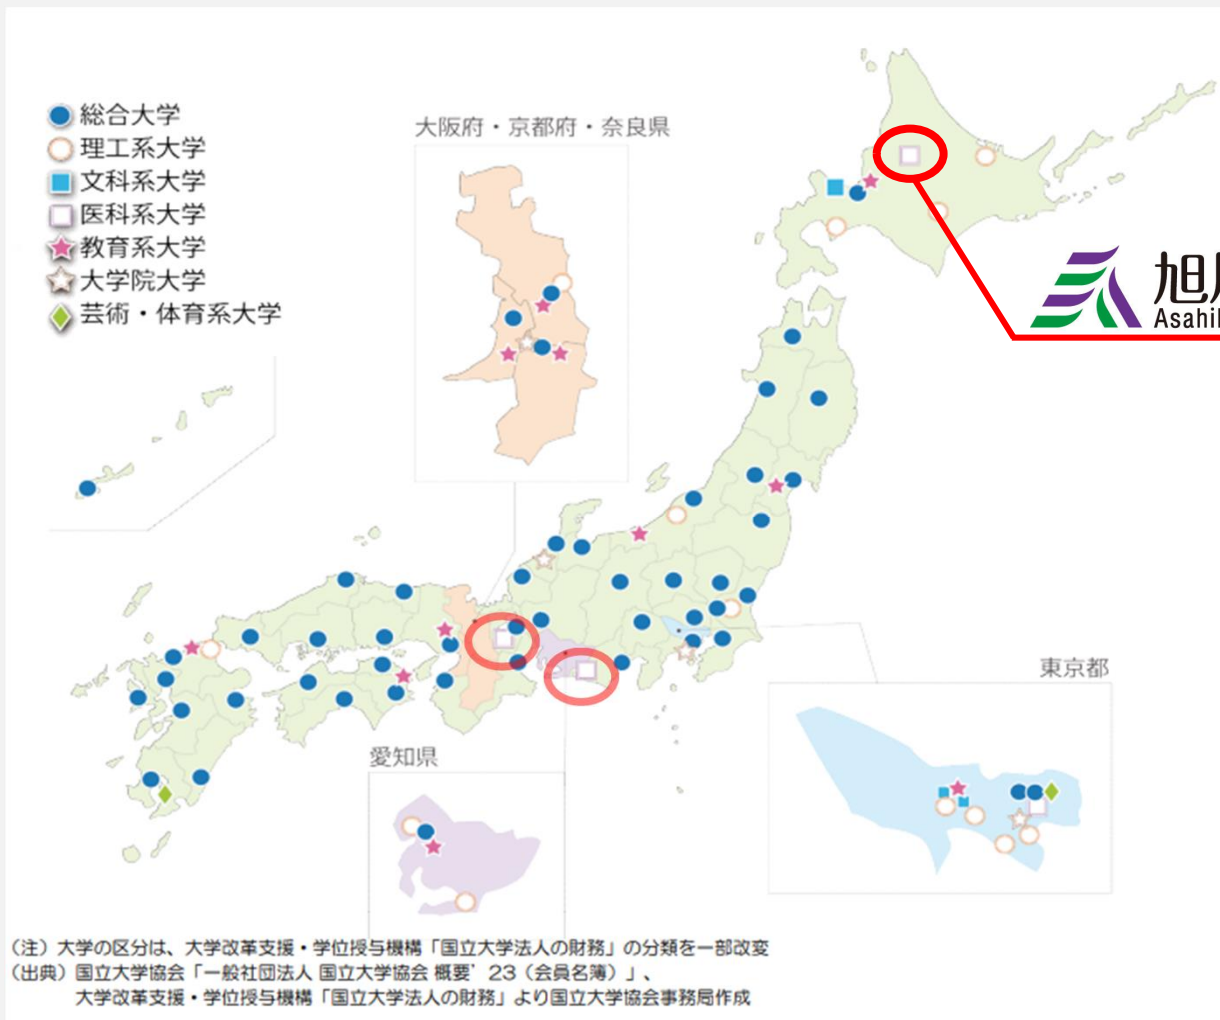 総合大学
理工系大学
文科系大学
医科系大学
教育系大学
大学院大学
芸術・体育系大学
大阪府・京都府・奈良県
東京都
愛知県
（注）大学の区分は、大学改革支援・学位授与機構「国立大学法人の財務」の分類を一部改変
（出典）国立大学協会「一般社団法人 国立大学協会 概要’23（会員名簿）」、
大学改革支援・学位授与機構「国立大学法人の財務」より国立大学協会事務局作成